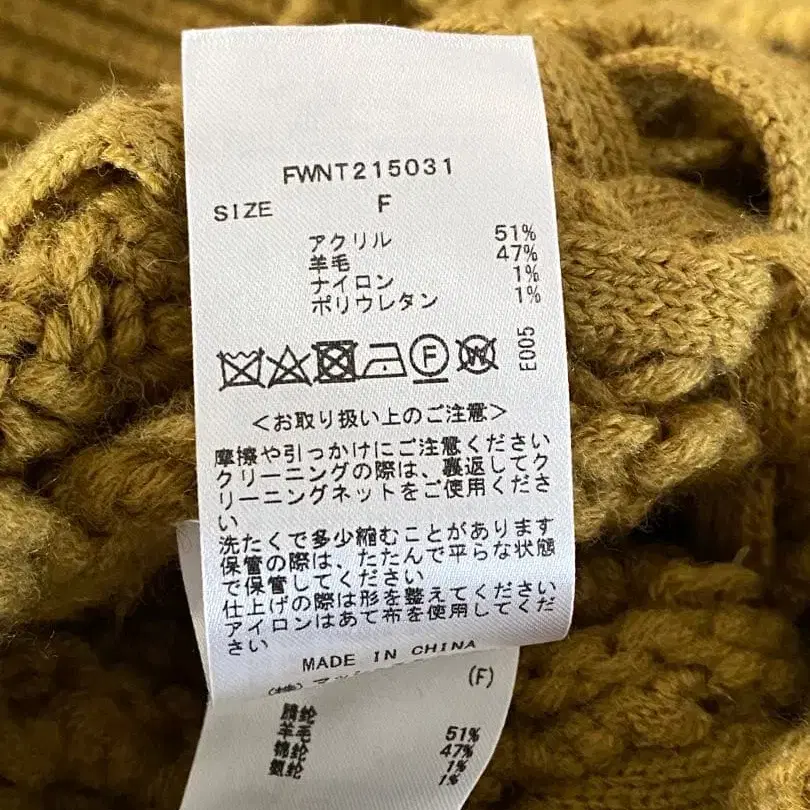 FWNT215031
SIZE F
アクリル 51%
羊毛 47%
ナイロン 1%
ポリウレタン 1%
F W E005
<お取り扱い上のご注意>
摩擦や引っかけにご注意ください
クリーニングの際は、裏返してク
リーニングネットをご使用くださ
い
洗たくで多少縮むことがあります
保管の際は、たたんで平らな状態
で保管してください
仕上げの際は形を整えてください
アイロンはあて布を使用してくだ
さい
MADE IN CHINA
(株)マッ
(F)
腈纶 51%
羊毛 47%
锦纶 1%
氨纶 1%